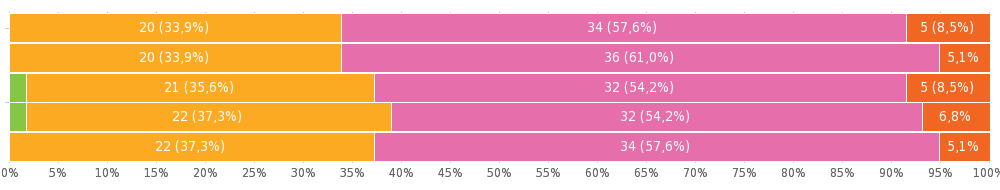 20 (33,9%) 34 (57,6%) 5 (8,5%)
20 (33,9%) 36 (61,0%) 5,1%
21 (35,6%) 32 (54,2%) 5 (8,5%)
22 (37,3%) 32 (54,2%) 6,8%
22 (37,3%) 34 (57,6%) 5,1%
0% 5% 10% 15% 20% 25% 30% 35% 40% 45% 50% 55% 60% 65% 70% 75% 80% 85% 90% 95% 100%